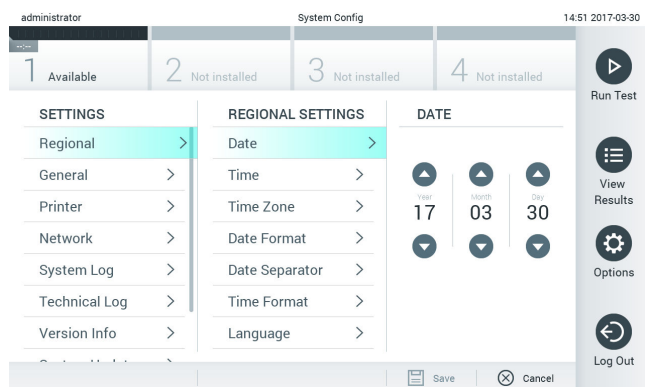 administrator System Config 14:51 2017-03-30
--:--
1 Available 2 Not installed 3 Not installed 4 Not installed
Run Test
SETTINGS REGIONAL SETTINGS DATE
Regional Date
General Time
Printer Time Zone
Network Date Format
System Log Date Separator
Technical Log Time Format
Version Info Language
Year Month Day
17 03 30
View
Results
Options
Log Out
Save Cancel